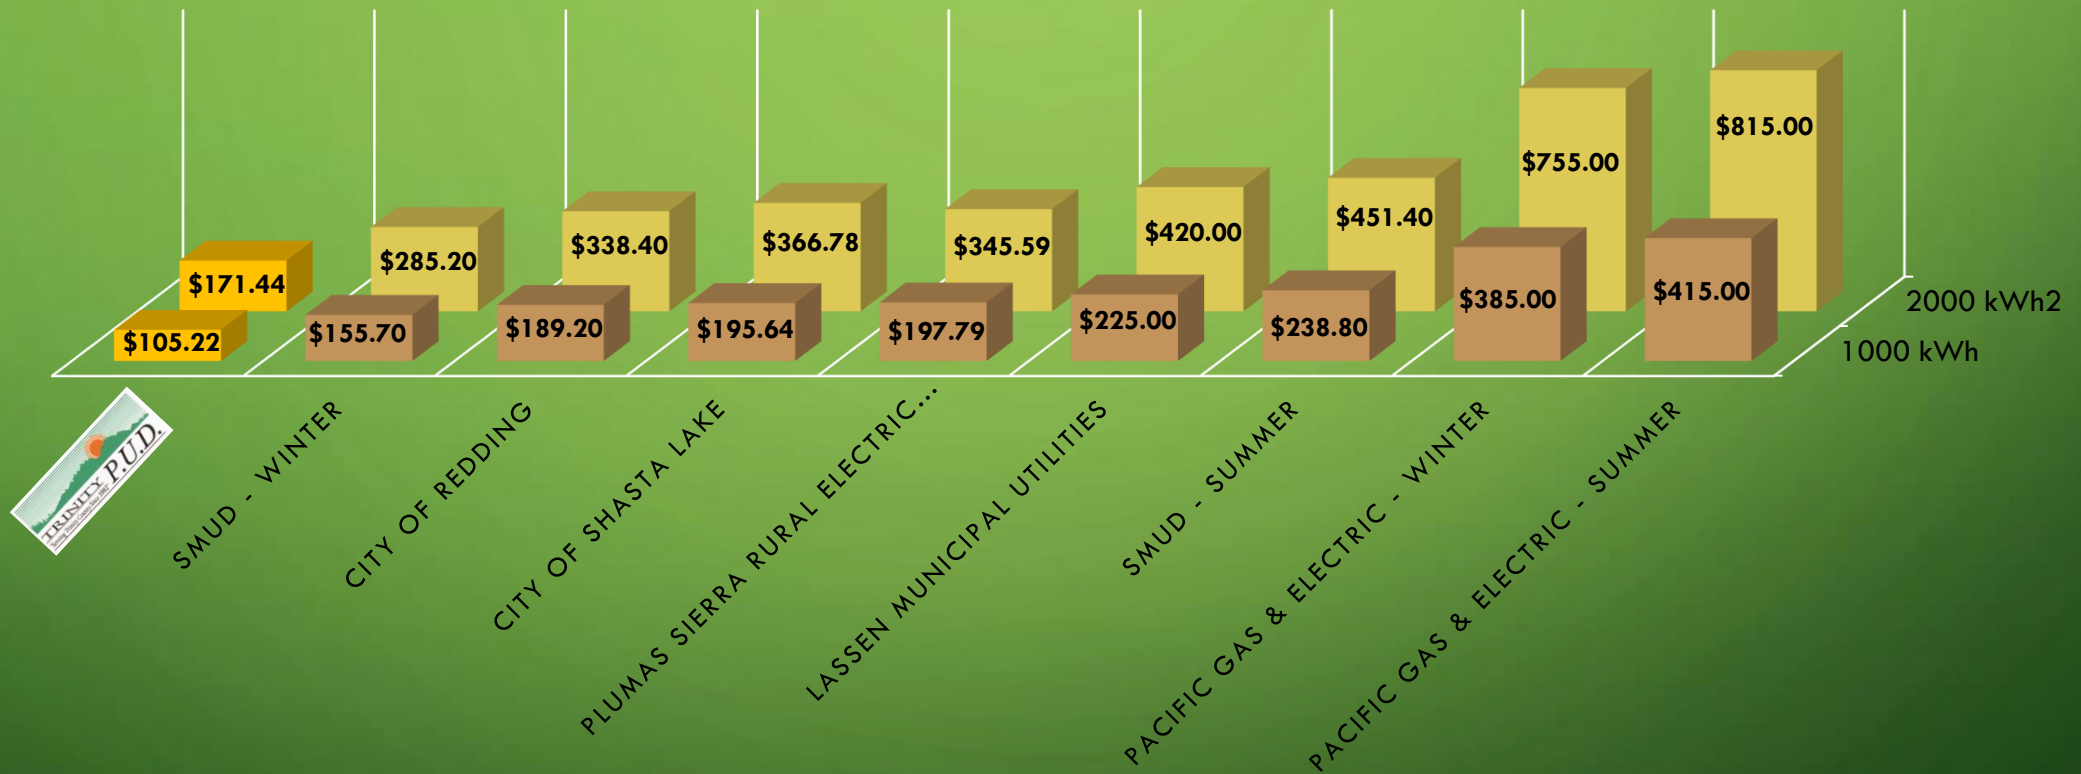 $815.00
$755.00
$451.40
$420.00
$366.78
$345.59
$338.40
$285.20
$171.44
2000 kWh2
$105.22
$155.70
$189.20
$195.64
$197.79
$225.00
$238.80
$385.00
$415.00
1000 kWh
TRINITY P.U.D.
SMUD - WINTER
CITY OF REDDING
CITY OF SHASTA LAKE
PLUMAS SIERRA RURAL ELECTRIC...
LASSEN MUNICIPAL UTILITIES
SMUD - SUMMER
PACIFIC GAS & ELECTRIC - WINTER
PACIFIC GAS & ELECTRIC - SUMMER